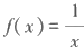 f(x) = 1/x